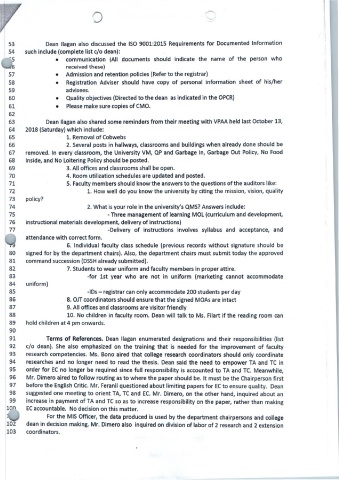 53 Dean Ilagan also discussed the ISO 9001:2015 Requirements for Documented Information
54 such include (complete list c/o dean):
55 • communication (All documents should indicate the name of the person who
56 received these)
57 • Admission and retention policies (Refer to the registrar)
58 • Registration Adviser should have copy of personal information sheet of his/her
59 advisees.
60 • Quality objectives (Directed to the dean as indicated in the OPCR)
61 • Please make sure copies of CMO.
62
63 Dean Ilagan also shared some reminders from their meeting with VPAA held last October 13,
64 2018 (Saturday) which include:
65 1. Removal of Cobwebs
66 2. Several posts in hallways, classrooms and buildings when already done should be
67 removed. In every classroom, the University VM, QP and Garbage In, Garbage Out Policy, No Food
68 Inside, and No Loitering Policy should be posted.
69 3. All offices and classrooms shall be open.
70 4. Room utilization schedules are updated and posted.
71 5. Faculty members should know the answers to the questions of the auditors like:
72 1. How well do you know the university by citing the mission, vision, quality
73 policy?
74 2. What is your role in the university's QMS? Answers include:
75 - Three management of learning MOL (curriculum and development,
76 instructional materials development, delivery of instructions)
77 -Delivery of instructions involves syllabus and acceptance, and
attendance with correct form.
79 6. Individual faculty class schedule (previous records without signature should be
80 signed for by the department chairs). Also, the department chairs must submit today the approved
81 command succession (DSSH already submitted).
82 7. Students to wear uniform and faculty members in proper attire.
83 -for 1st year who are not in uniform (marketing cannot accommodate
84 uniform)
85 -IDs – registrar can only accommodate 200 students per day
86 8. OJT coordinators should ensure that the signed MOAs are intact
87 9. All offices and classrooms are visitor friendly
88 10. No children in faculty room. Dean will talk to Ms. Filart if the reading room can
89 hold children at 4 pm onwards.
90
91 Terms of References. Dean Ilagan enumerated designations and their responsibilities (list
92 c/o dean). She also emphasized on the training that is needed for the improvement of faculty
93 research competencies. Ms. Bono aired that college research coordinators should only coordinate
94 researches and no longer need to read the thesis. Dean said the need to empower TA and TC in
95 order for EC no longer be required since full responsibility is accounted to TA and TC. Meanwhile,
96 Mr. Dimero aimed to follow routing as to where the paper should be. It must be the Chairperson first
97 before the English Critic. Mr. Feranil questioned about limiting papers for EC to ensure quality. Dean
98 suggested one meeting to orient TA, TC and EC. Mr. Dimero, on the other hand, inquired about an
99 increase in payment of TA and TC so as to increase responsibility on the paper, rather than making
100 EC accountable. No decision on this matter.
For the MIS Officer, the data produced is used by the department chairpersons and college
102 dean in decision making. Mr. Dimero also inquired on division of labor of 2 research and 2 extension
103 coordinators.